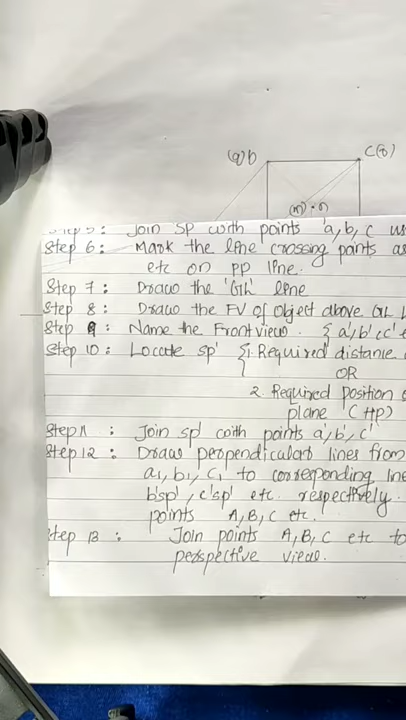 (q)b
c(r)
(m) o n
Step 5: Join sp with points a, b, c
Step 6: Mark the line crossing points as
etc on pp line.
Step 7: Draw the 'GL' line
Step 8: Draw the FV of object above GL
Step 9: Name the Front view. { a', b', c'
Step 10: Locate sp' { 1. Required distance
OR
2. Required position
plane (HP)
Step 11: Join sp' with points a', b', c'
Step 12: Draw perpendicular lines from
a₁, b₁, c₁ to corresponding line
b'sp', c'sp' etc. respectively.
points A, B, C etc.
Step 13: Join points A, B, C etc to
perspective view.